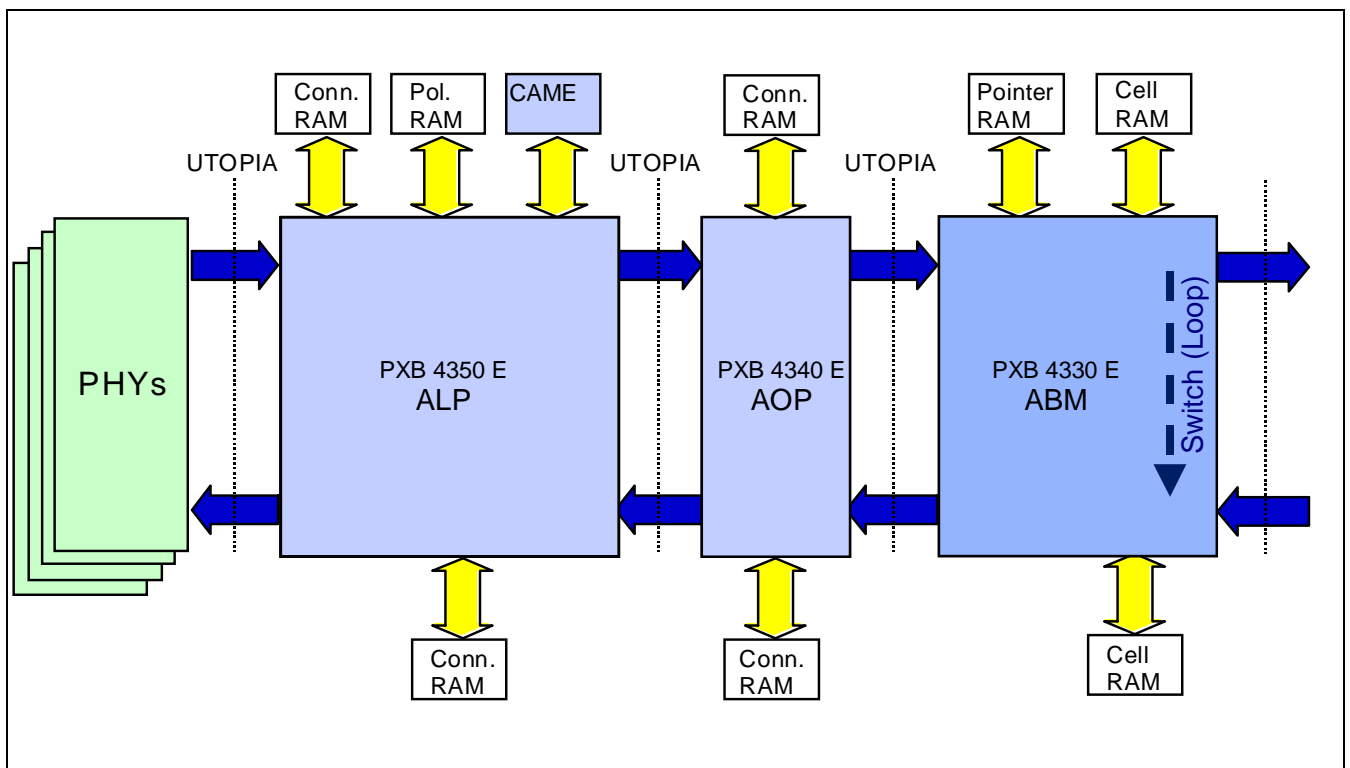 Conn.
RAM
Pol.
RAM
CAME
Conn.
RAM
Pointer
RAM
Cell
RAM
UTOPIA
UTOPIA
UTOPIA
PHYs
PXB 4350 E
ALP
PXB 4340 E
AOP
PXB 4330 E
ABM
Switch (Loop)
Conn.
RAM
Conn.
RAM
Cell
RAM